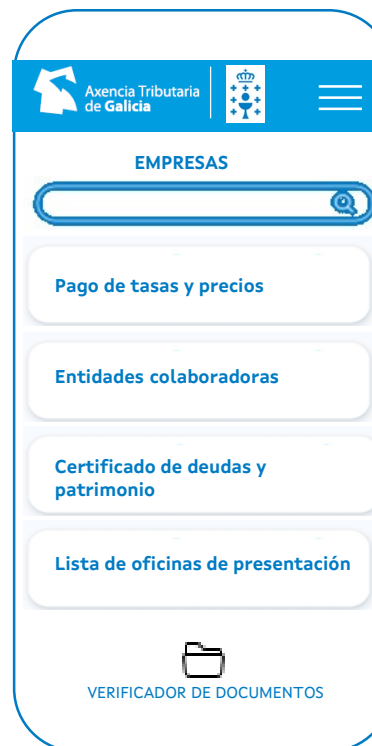 Axencia Tributaria
de Galicia
EMPRESAS
Pago de tasas y precios
Entidades colaboradoras
Certificado de deudas y
patrimonio
Lista de oficinas de presentación
VERIFICADOR DE DOCUMENTOS